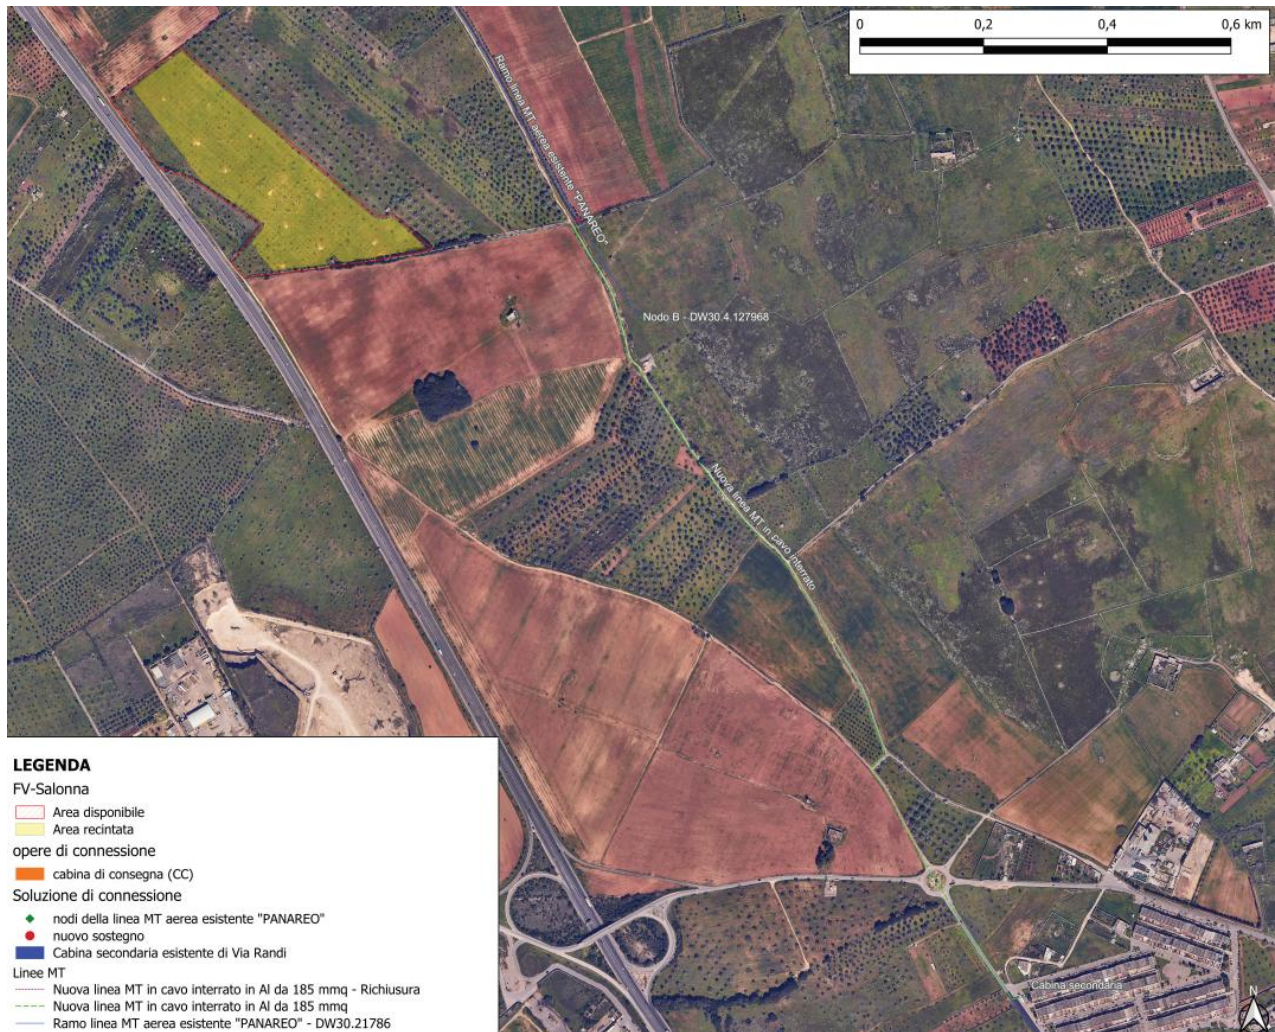 0 0,2 0,4 0,6 km
Ramo linea MT aerea esistente "PANAREO"
Nodo B - DW30.4.127968
Nuova linea MT in cavo interrato
Cabina secondaria
N
LEGENDA
FV-Salonna
Area disponibile
Area recintata
opere di connessione
cabina di consegna (CC)
Soluzione di connessione
nodi della linea MT aerea esistente "PANAREO"
nuovo sostegno
Cabina secondaria esistente di Via Randi
Linee MT
Nuova linea MT in cavo interrato in Al da 185 mmq - Richiusura
Nuova linea MT in cavo interrato in Al da 185 mmq
Ramo linea MT aerea esistente "PANAREO" - DW30.21786